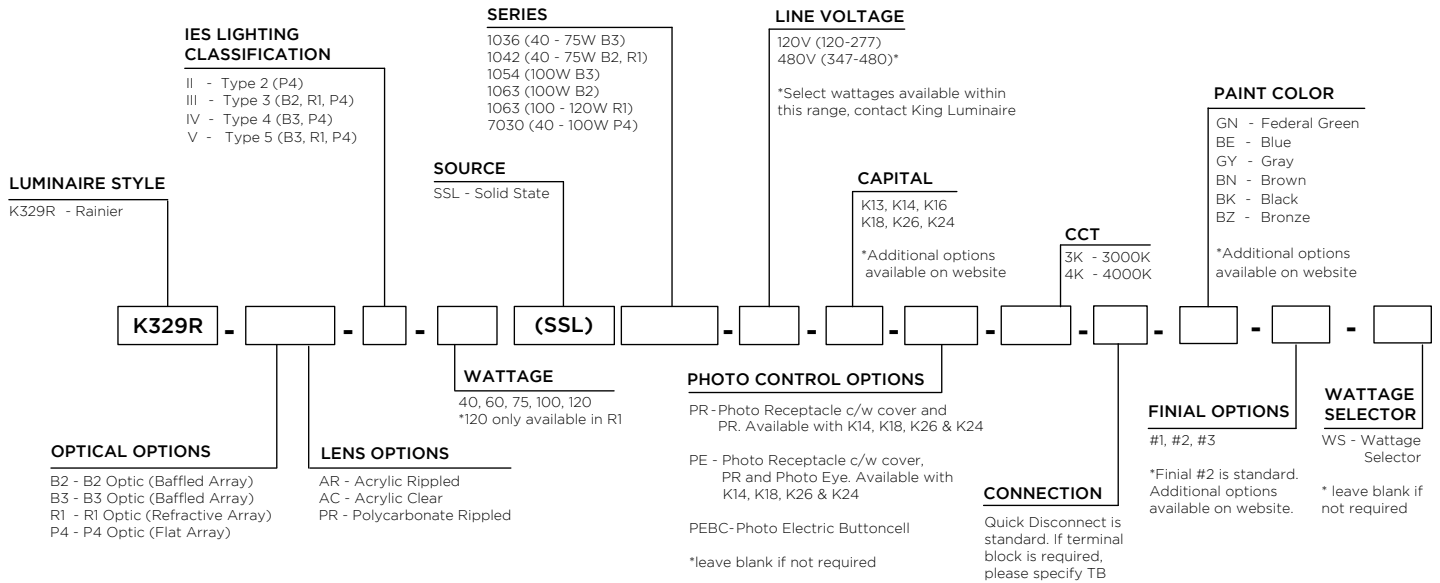 SERIES
1036 (40 - 75W B3)
1042 (40 - 75W B2, R1)
1054 (100W B3)
1063 (100W B2)
1063 (100 - 120W R1)
7030 (40 - 100W P4)
LINE VOLTAGE
120V (120-277)
480V (347-480)*
*Select wattages available within
this range, contact King Luminaire
IES LIGHTING
CLASSIFICATION
II - Type 2 (P4)
III - Type 3 (B2, R1, P4)
IV - Type 4 (B3, P4)
V - Type 5 (B3, R1, P4)
PAINT COLOR
GN - Federal Green
BE - Blue
GY - Gray
BN - Brown
BK - Black
BZ - Bronze
*Additional options
available on website
LUMINAIRE STYLE
K329R - Rainier
SOURCE
SSL - Solid State
CAPITAL
K13, K14, K16
K18, K26, K24
*Additional options
available on website
CCT
3K - 3000K
4K - 4000K
K329R - - - (SSL) - - - - - - - -
WATTAGE
40, 60, 75, 100, 120
*120 only available in R1
OPTICAL OPTIONS
B2 - B2 Optic (Baffled Array)
B3 - B3 Optic (Baffled Array)
R1 - R1 Optic (Refractive Array)
P4 - P4 Optic (Flat Array)
LENS OPTIONS
AR - Acrylic Rippled
AC - Acrylic Clear
PR - Polycarbonate Rippled
PHOTO CONTROL OPTIONS
PR-Photo Receptacle c/w cover and
PR. Available with K14, K18, K26 & K24
PE - Photo Receptacle c/w cover,
PR and Photo Eye. Available with
K14, K18, K26 & K24
PEBC-Photo Electric Buttoncell
*leave blank if not required
CONNECTION
Quick Disconnect is
standard. If terminal
block is required,
please specify TB
FINIAL OPTIONS
#1, #2, #3
*Finial #2 is standard.
Additional options
available on website.
WATTAGE
SELECTOR
WS - Wattage
Selector
* leave blank if
not required